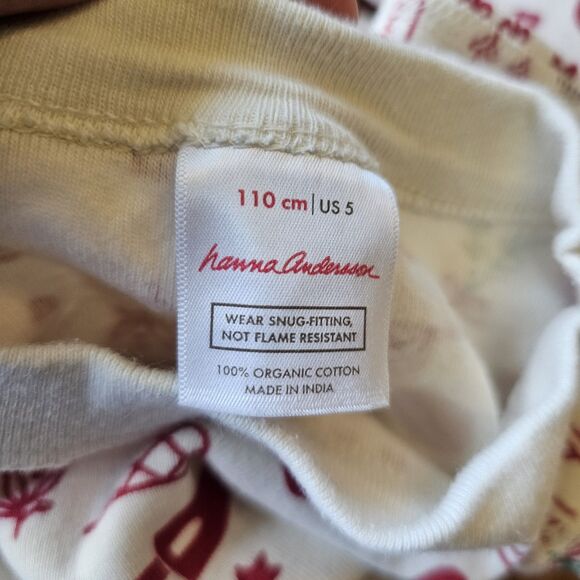 110 cm | US 5
hanna Andersson
WEAR SNUG-FITTING,
NOT FLAME RESISTANT
100% ORGANIC COTTON
MADE IN INDIA